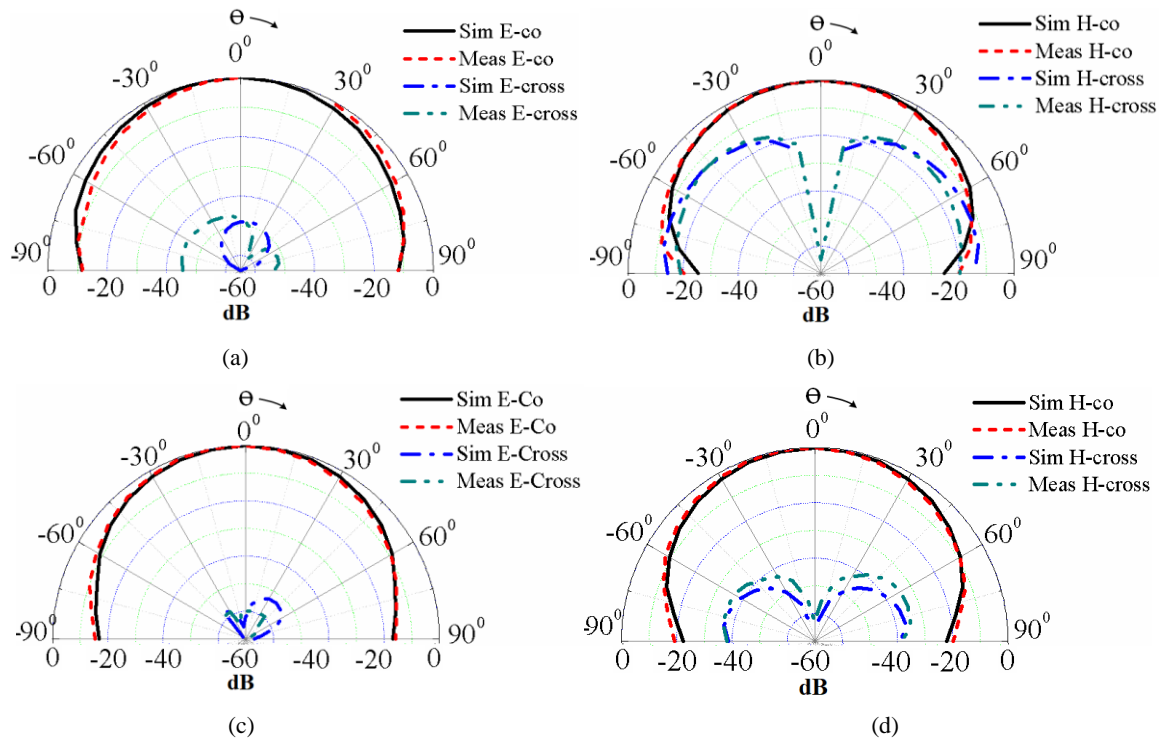 Θ
0⁰
-30⁰
30⁰
-60⁰
60⁰
-90⁰
90⁰
0 -20 -40 -60 -40 -20 0
dB
Sim E-co
Meas E-co
Sim E-cross
Meas E-cross
(a)
Θ
0⁰
-30⁰
30⁰
-60⁰
60⁰
-90⁰
90⁰
0 -20 -40 -60 -40 -20 0
dB
Sim H-co
Meas H-co
Sim H-cross
Meas H-cross
(b)
Θ
0⁰
-30⁰
30⁰
-60⁰
60⁰
-90⁰
90⁰
0 -20 -40 -60 -40 -20 0
dB
Sim E-Co
Meas E-Co
Sim E-Cross
Meas E-Cross
(c)
Θ
0⁰
-30⁰
30⁰
-60⁰
60⁰
-90⁰
90⁰
0 -20 -40 -60 -40 -20 0
dB
Sim H-co
Meas H-co
Sim H-cross
Meas H-cross
(d)